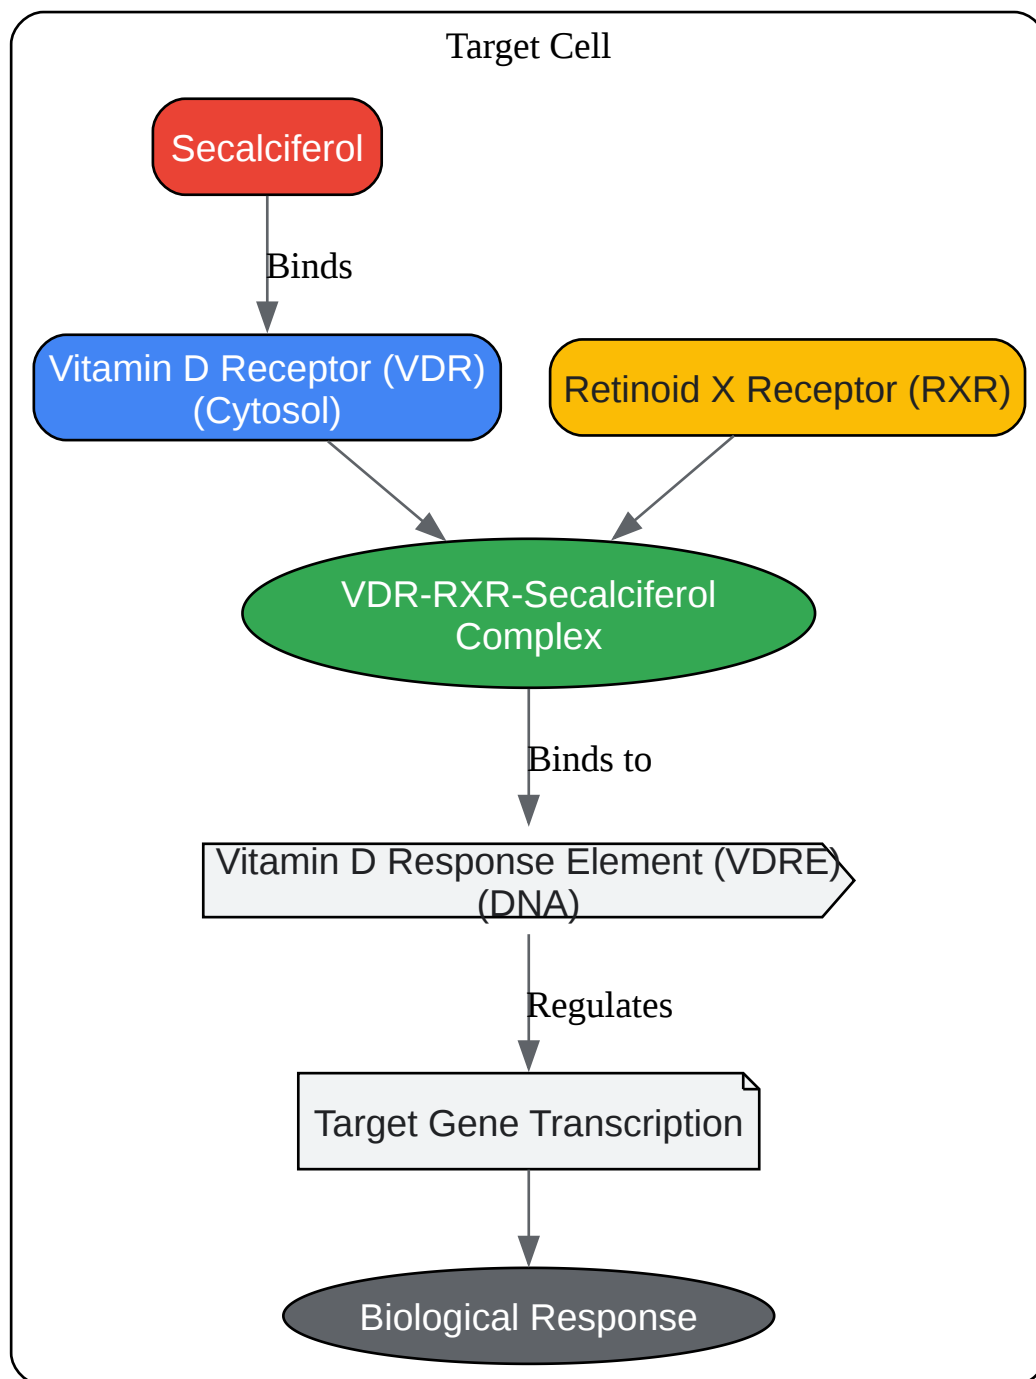 Target Cell
Secalciferol
Binds
Vitamin D Receptor (VDR)
(Cytosol)
Retinoid X Receptor (RXR)
VDR-RXR-Secalciferol
Complex
Binds to
Vitamin D Response Element (VDRE)
(DNA)
Regulates
Target Gene Transcription
Biological Response